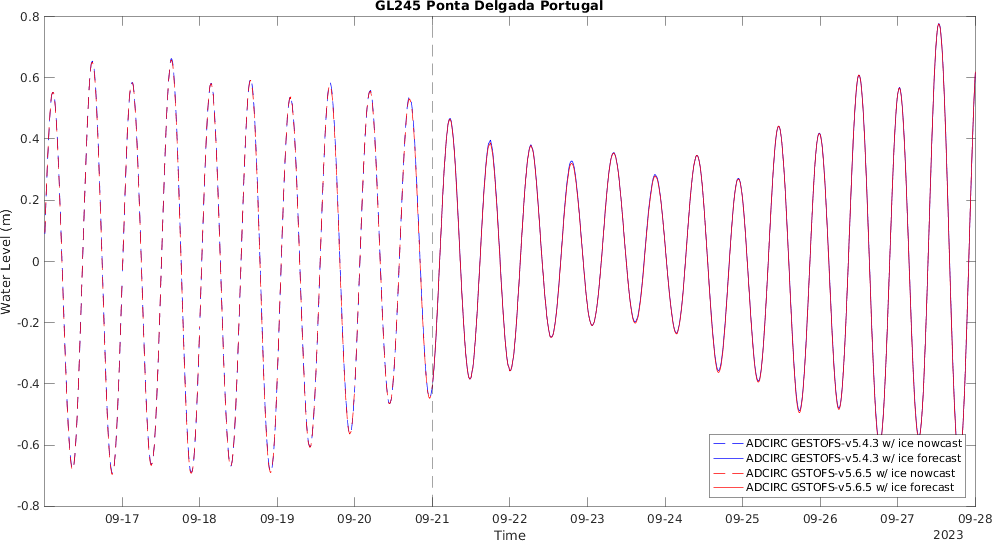 GL245 Ponta Delgada Portugal
0.8
0.6
0.4
0.2
0
-0.2
-0.4
-0.6
-0.8
Water Level (m)
ADCIRC GESTOFS-v5.4.3 w/ ice nowcast
ADCIRC GESTOFS-v5.4.3 w/ ice forecast
ADCIRC GSTOFS-v5.6.5 w/ ice nowcast
ADCIRC GSTOFS-v5.6.5 w/ ice forecast
09-17 09-18 09-19 09-20 09-21 09-22 09-23 09-24 09-25 09-26 09-27 09-28
Time
2023